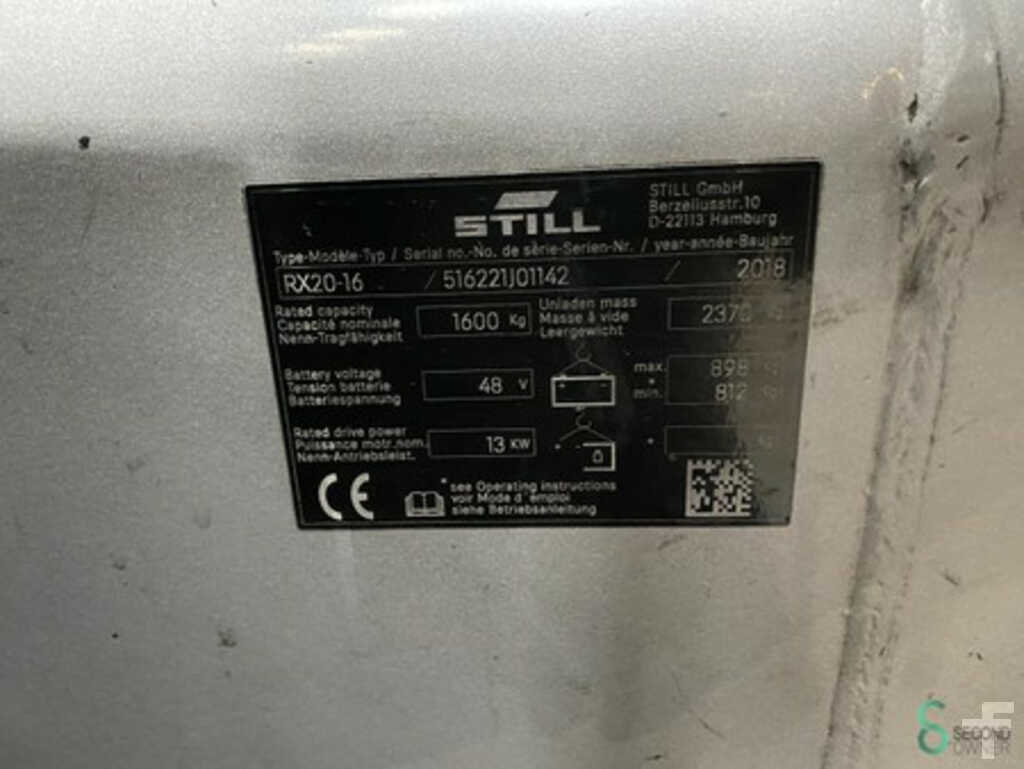 STILL
STILL GmbH
Berzeliusstr.10
D-22113 Hamburg
Type-Modèle-Typ / Serial no.-No. de série-Serien-Nr. / year-année-Baujahr
RX20-16 / 516221J01142 / 2018
Rated capacity
Capacité nominale
Nenn-Tragfähigkeit
1600 Kg
Unladen mass
Masse à vide
Leergewicht
2370
Battery voltage
Tension batterie
Batteriespannung
48 V
max. 898
min. 812
Rated drive power
Puissance motr.nom.
Nenn-Antriebsleist.
13 KW
CE
*see Operating instructions
voir Mode d'emploi
siehe Betriebsanleitung
SECOND
OWNER